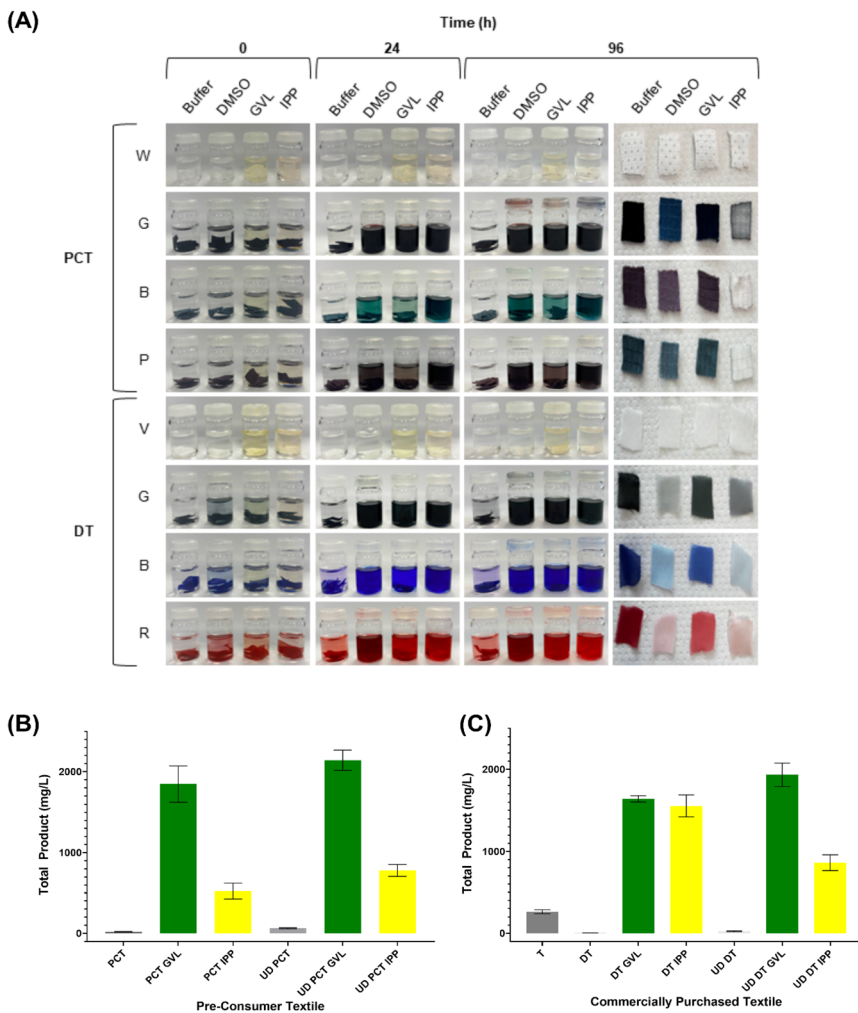 (A)
Time (h)
0 24 96
Buffer DMSO GVL IPP Buffer DMSO GVL IPP Buffer DMSO GVL IPP Buffer DMSO GVL IPP
PCT
W
G
B
P
DT
V
G
B
R
(B)
Total Product (mg/L)
2000
1000
0
PCT PCT GVL PCT IPP UD PCT UD PCT GVL UD PCT IPP
Pre-Consumer Textile
(C)
Total Product (mg/L)
2000
1000
0
T DT DT GVL DT IPP UD DT UD DT GVL UD DT IPP
Commercially Purchased Textile